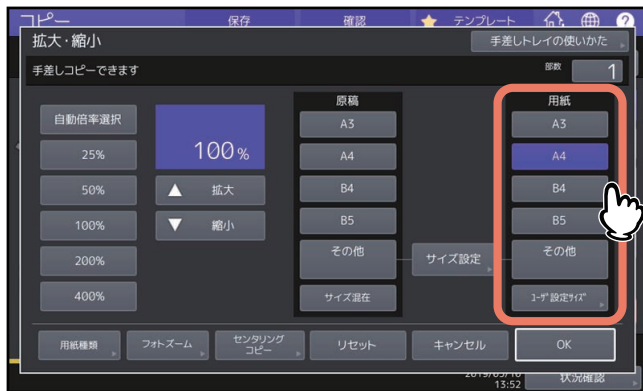 コピー
保存
確認
テンプレート
拡大・縮小
手差しトレイの使いかた
手差しコピーできます
部数
1
自動倍率選択
25%
50%
100%
200%
400%
100%
拡大
縮小
原稿
A3
A4
B4
B5
その他
サイズ混在
サイズ設定
用紙
A3
A4
B4
B5
その他
ユーザ設定サイズ
用紙種類
フォトズーム
センタリング
コピー
リセット
キャンセル
OK
13:52
状況確認